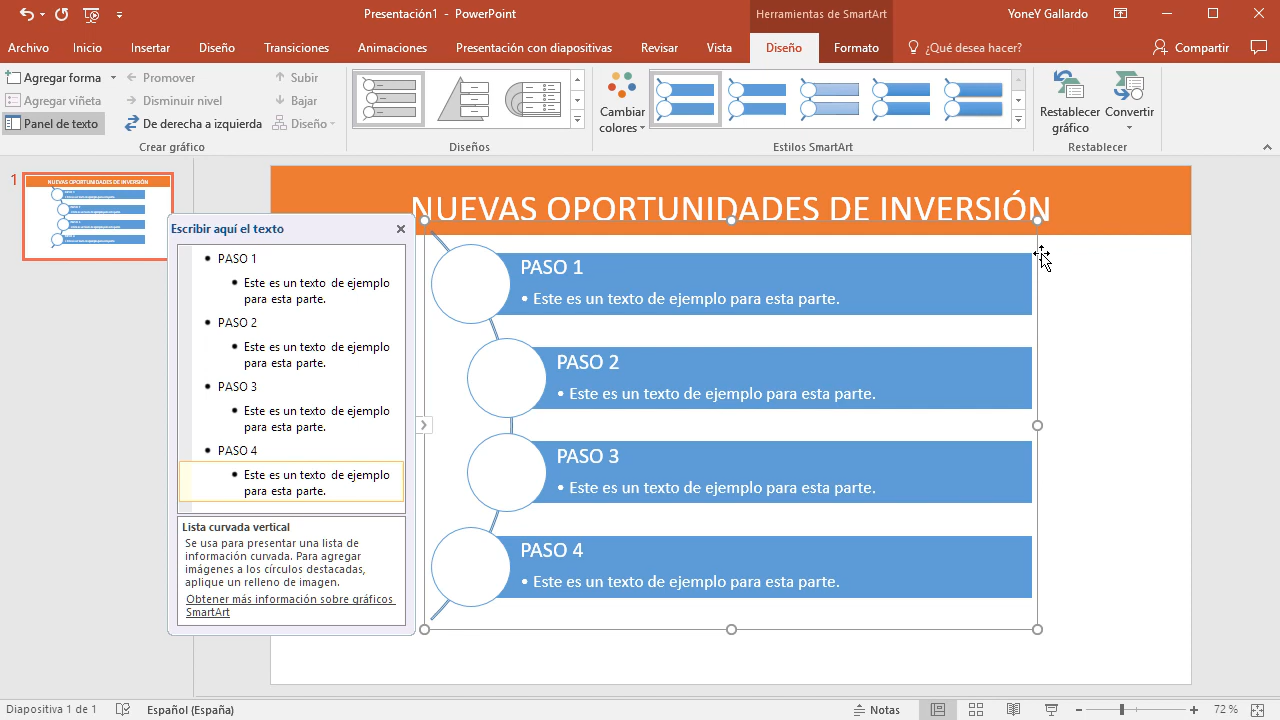 Presentación1 - PowerPoint
Herramientas de SmartArt
YoneY Gallardo
Archivo Inicio Insertar Diseño Transiciones Animaciones Presentación con diapositivas Revisar Vista Diseño Formato ¿Qué desea hacer? Compartir
Agregar forma Promover Subir
Agregar viñeta Disminuir nivel Bajar
Panel de texto De derecha a izquierda Diseño
Crear gráfico
Diseños
Cambiar
colores
Estilos SmartArt
Restablecer
gráfico
Convertir
Restablecer
1
NUEVAS OPORTUNIDADES DE INVERSIÓN
NUEVAS OPORTUNIDADES DE INVERSIÓN
Escribir aquí el texto
• PASO 1
• Este es un texto de ejemplo
para esta parte.
• PASO 2
• Este es un texto de ejemplo
para esta parte.
• PASO 3
• Este es un texto de ejemplo
para esta parte.
• PASO 4
• Este es un texto de ejemplo
para esta parte.
Lista curvada vertical
Se usa para presentar una lista de
información curvada. Para agregar
imágenes a los círculos destacadas,
aplique un relleno de imagen.
Obtener más información sobre gráficos
SmartArt
PASO 1
• Este es un texto de ejemplo para esta parte.
PASO 2
• Este es un texto de ejemplo para esta parte.
PASO 3
• Este es un texto de ejemplo para esta parte.
PASO 4
• Este es un texto de ejemplo para esta parte.
Diapositiva 1 de 1 Español (España) Notas 72 %